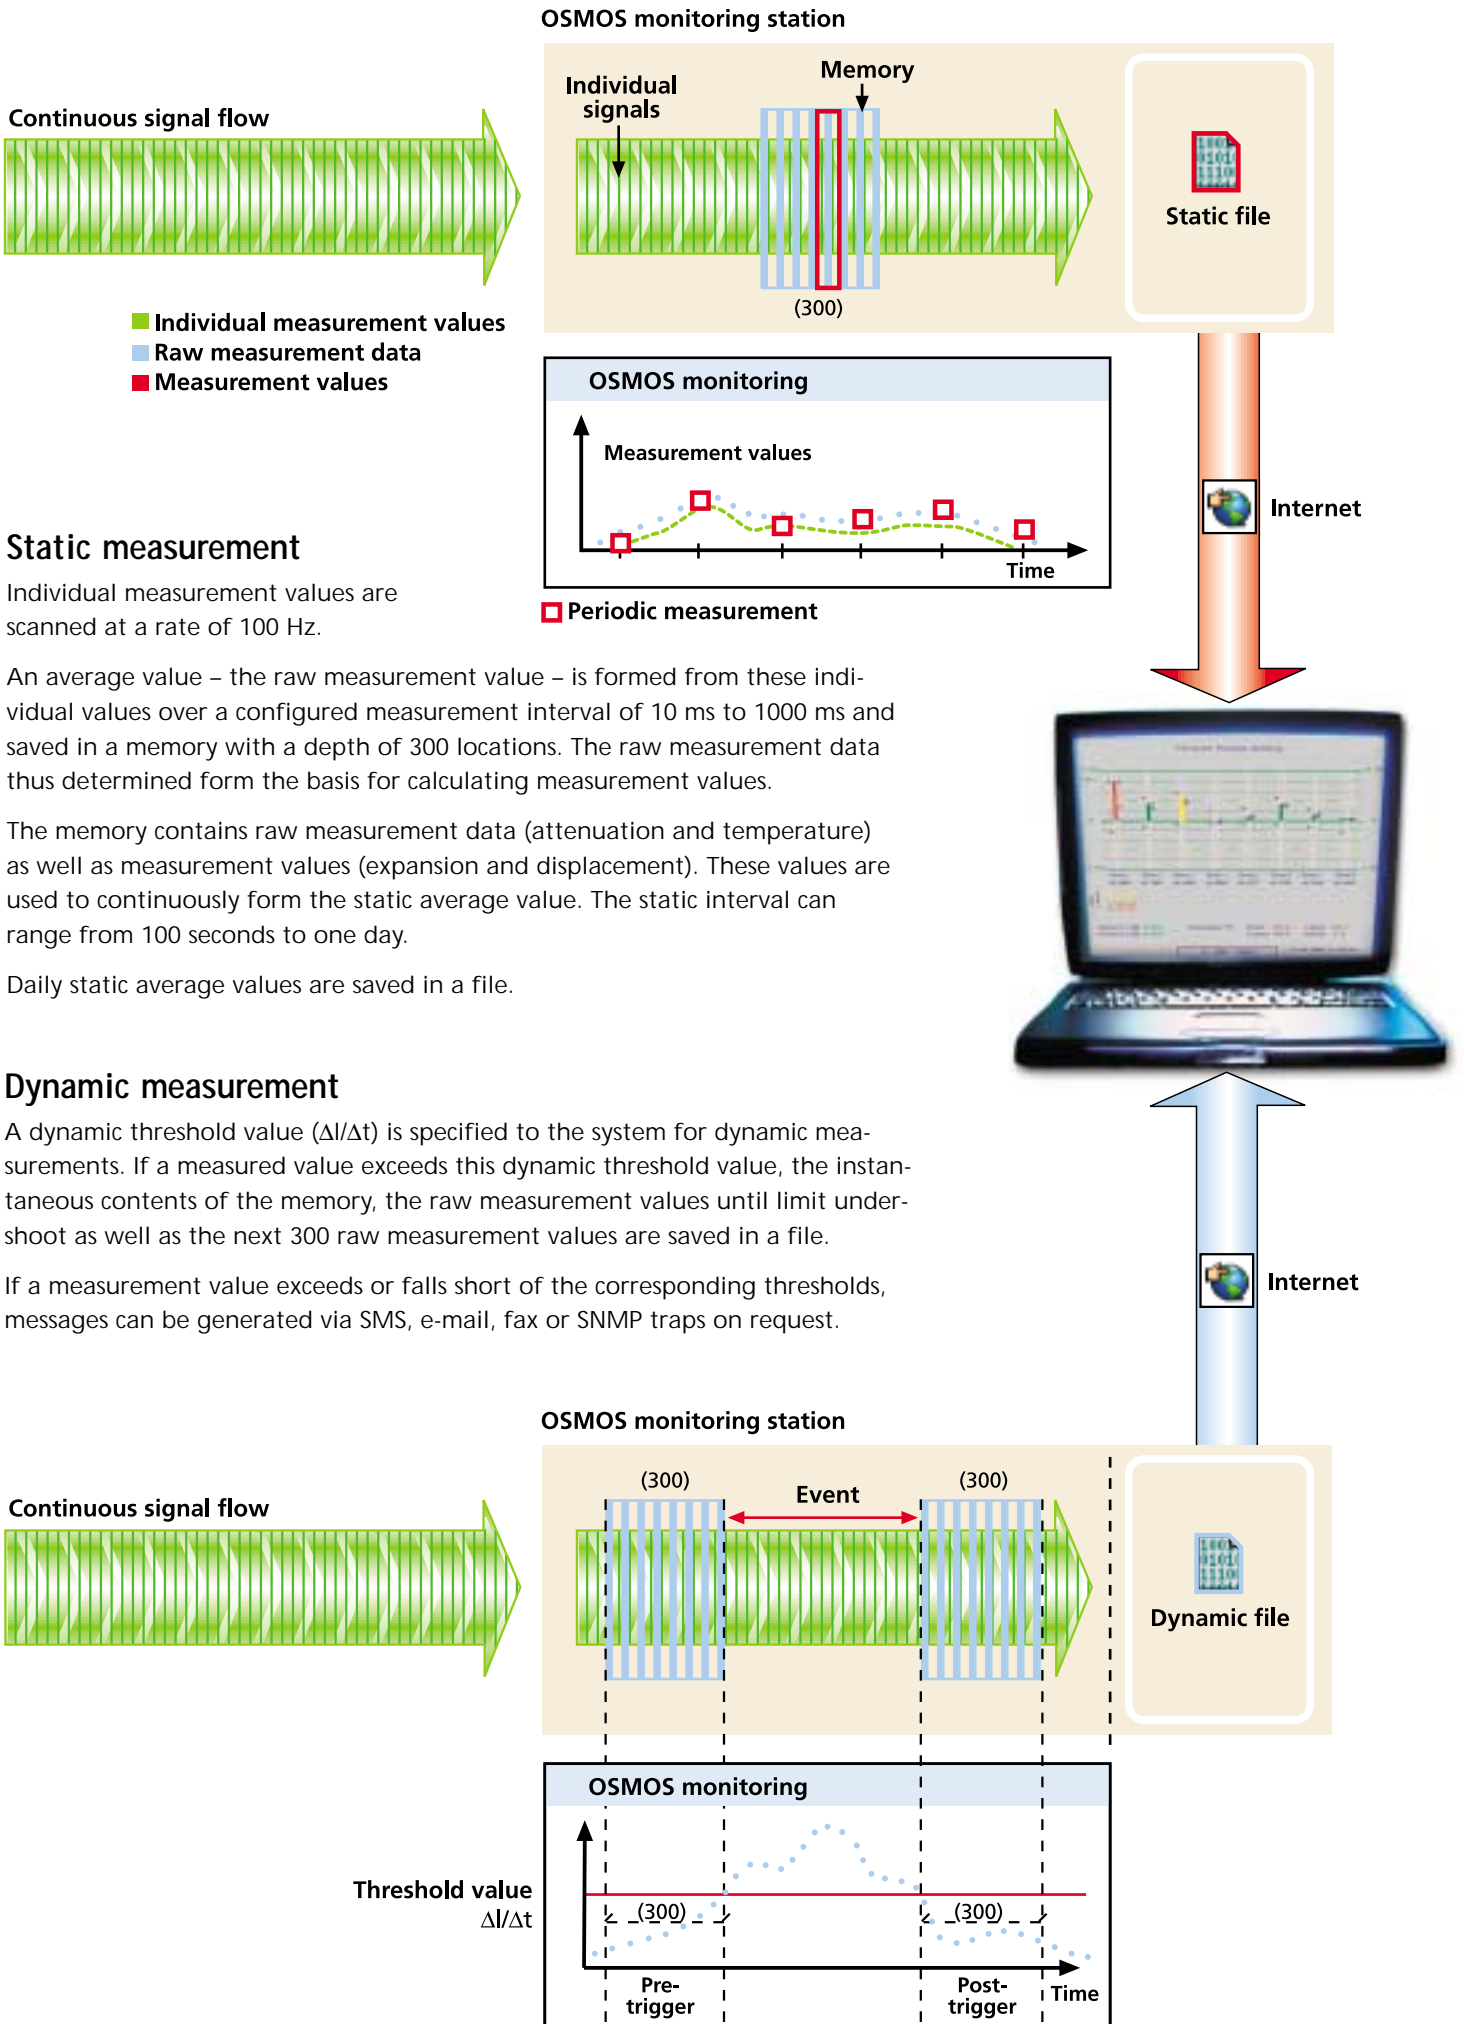 OSMOS monitoring station
Continuous signal flow
Individual
signals
Memory
(300)
Static file
Individual measurement values
Raw measurement data
Measurement values
OSMOS monitoring
Measurement values
Time
Periodic measurement
Internet
Static measurement
Individual measurement values are
scanned at a rate of 100 Hz.
An average value – the raw measurement value – is formed from these indi-
vidual values over a configured measurement interval of 10 ms to 1000 ms and
saved in a memory with a depth of 300 locations. The raw measurement data
thus determined form the basis for calculating measurement values.
The memory contains raw measurement data (attenuation and temperature)
as well as measurement values (expansion and displacement). These values are
used to continuously form the static average value. The static interval can
range from 100 seconds to one day.
Daily static average values are saved in a file.
Dynamic measurement
A dynamic threshold value (Δl/Δt) is specified to the system for dynamic mea-
surements. If a measured value exceeds this dynamic threshold value, the instan-
taneous contents of the memory, the raw measurement values until limit under-
shoot as well as the next 300 raw measurement values are saved in a file.
If a measurement value exceeds or falls short of the corresponding thresholds,
messages can be generated via SMS, e-mail, fax or SNMP traps on request.
Internet
OSMOS monitoring station
Continuous signal flow
(300)
Event
(300)
Dynamic file
OSMOS monitoring
Threshold value
Δl/Δt
(300)
(300)
Pre-
trigger
Post-
trigger
Time